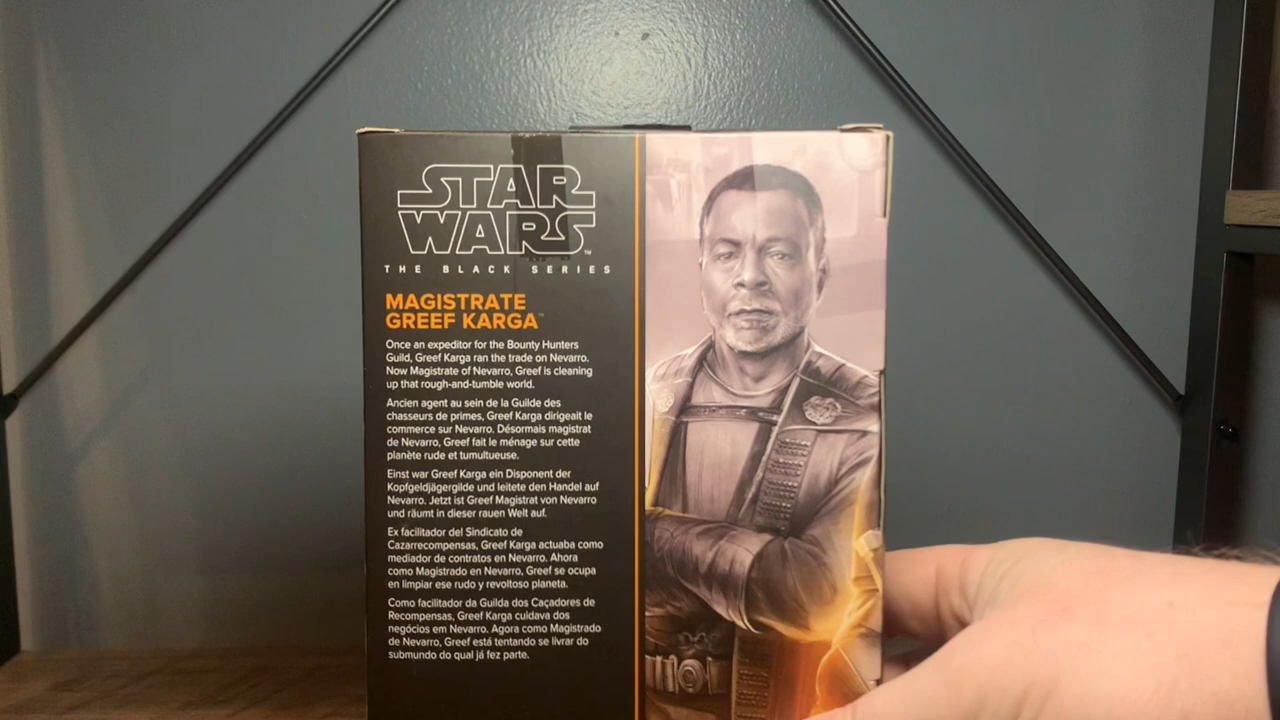 STAR
WARS™
THE BLACK SERIES
MAGISTRATE
GREEF KARGA™
Once an expeditor for the Bounty Hunters
Guild, Greef Karga ran the trade on Nevarro.
Now Magistrate of Nevarro, Greef is cleaning
up that rough-and-tumble world.
Ancien agent au sein de la Guilde des
chasseurs de primes, Greef Karga dirigeait le
commerce sur Nevarro. Désormais magistrat
de Nevarro, Greef fait le ménage sur cette
planète rude et tumultueuse.
Einst war Greef Karga ein Disponent der
Kopfgeldjägergilde und leitete den Handel auf
Nevarro. Jetzt ist Greef Magistrat von Nevarro
und räumt in dieser rauen Welt auf.
Ex facilitador del Sindicato de
Cazarrecompensas, Greef Karga actuaba como
mediador de contratos en Nevarro. Ahora
como Magistrado en Nevarro, Greef se ocupa
en limpiar ese rudo y revoltoso planeta.
Como facilitador da Guilda dos Caçadores de
Recompensas, Greef Karga cuidava dos
negócios em Nevarro. Agora como Magistrado
de Nevarro, Greef está tentando se livrar do
submundo do qual já fez parte.